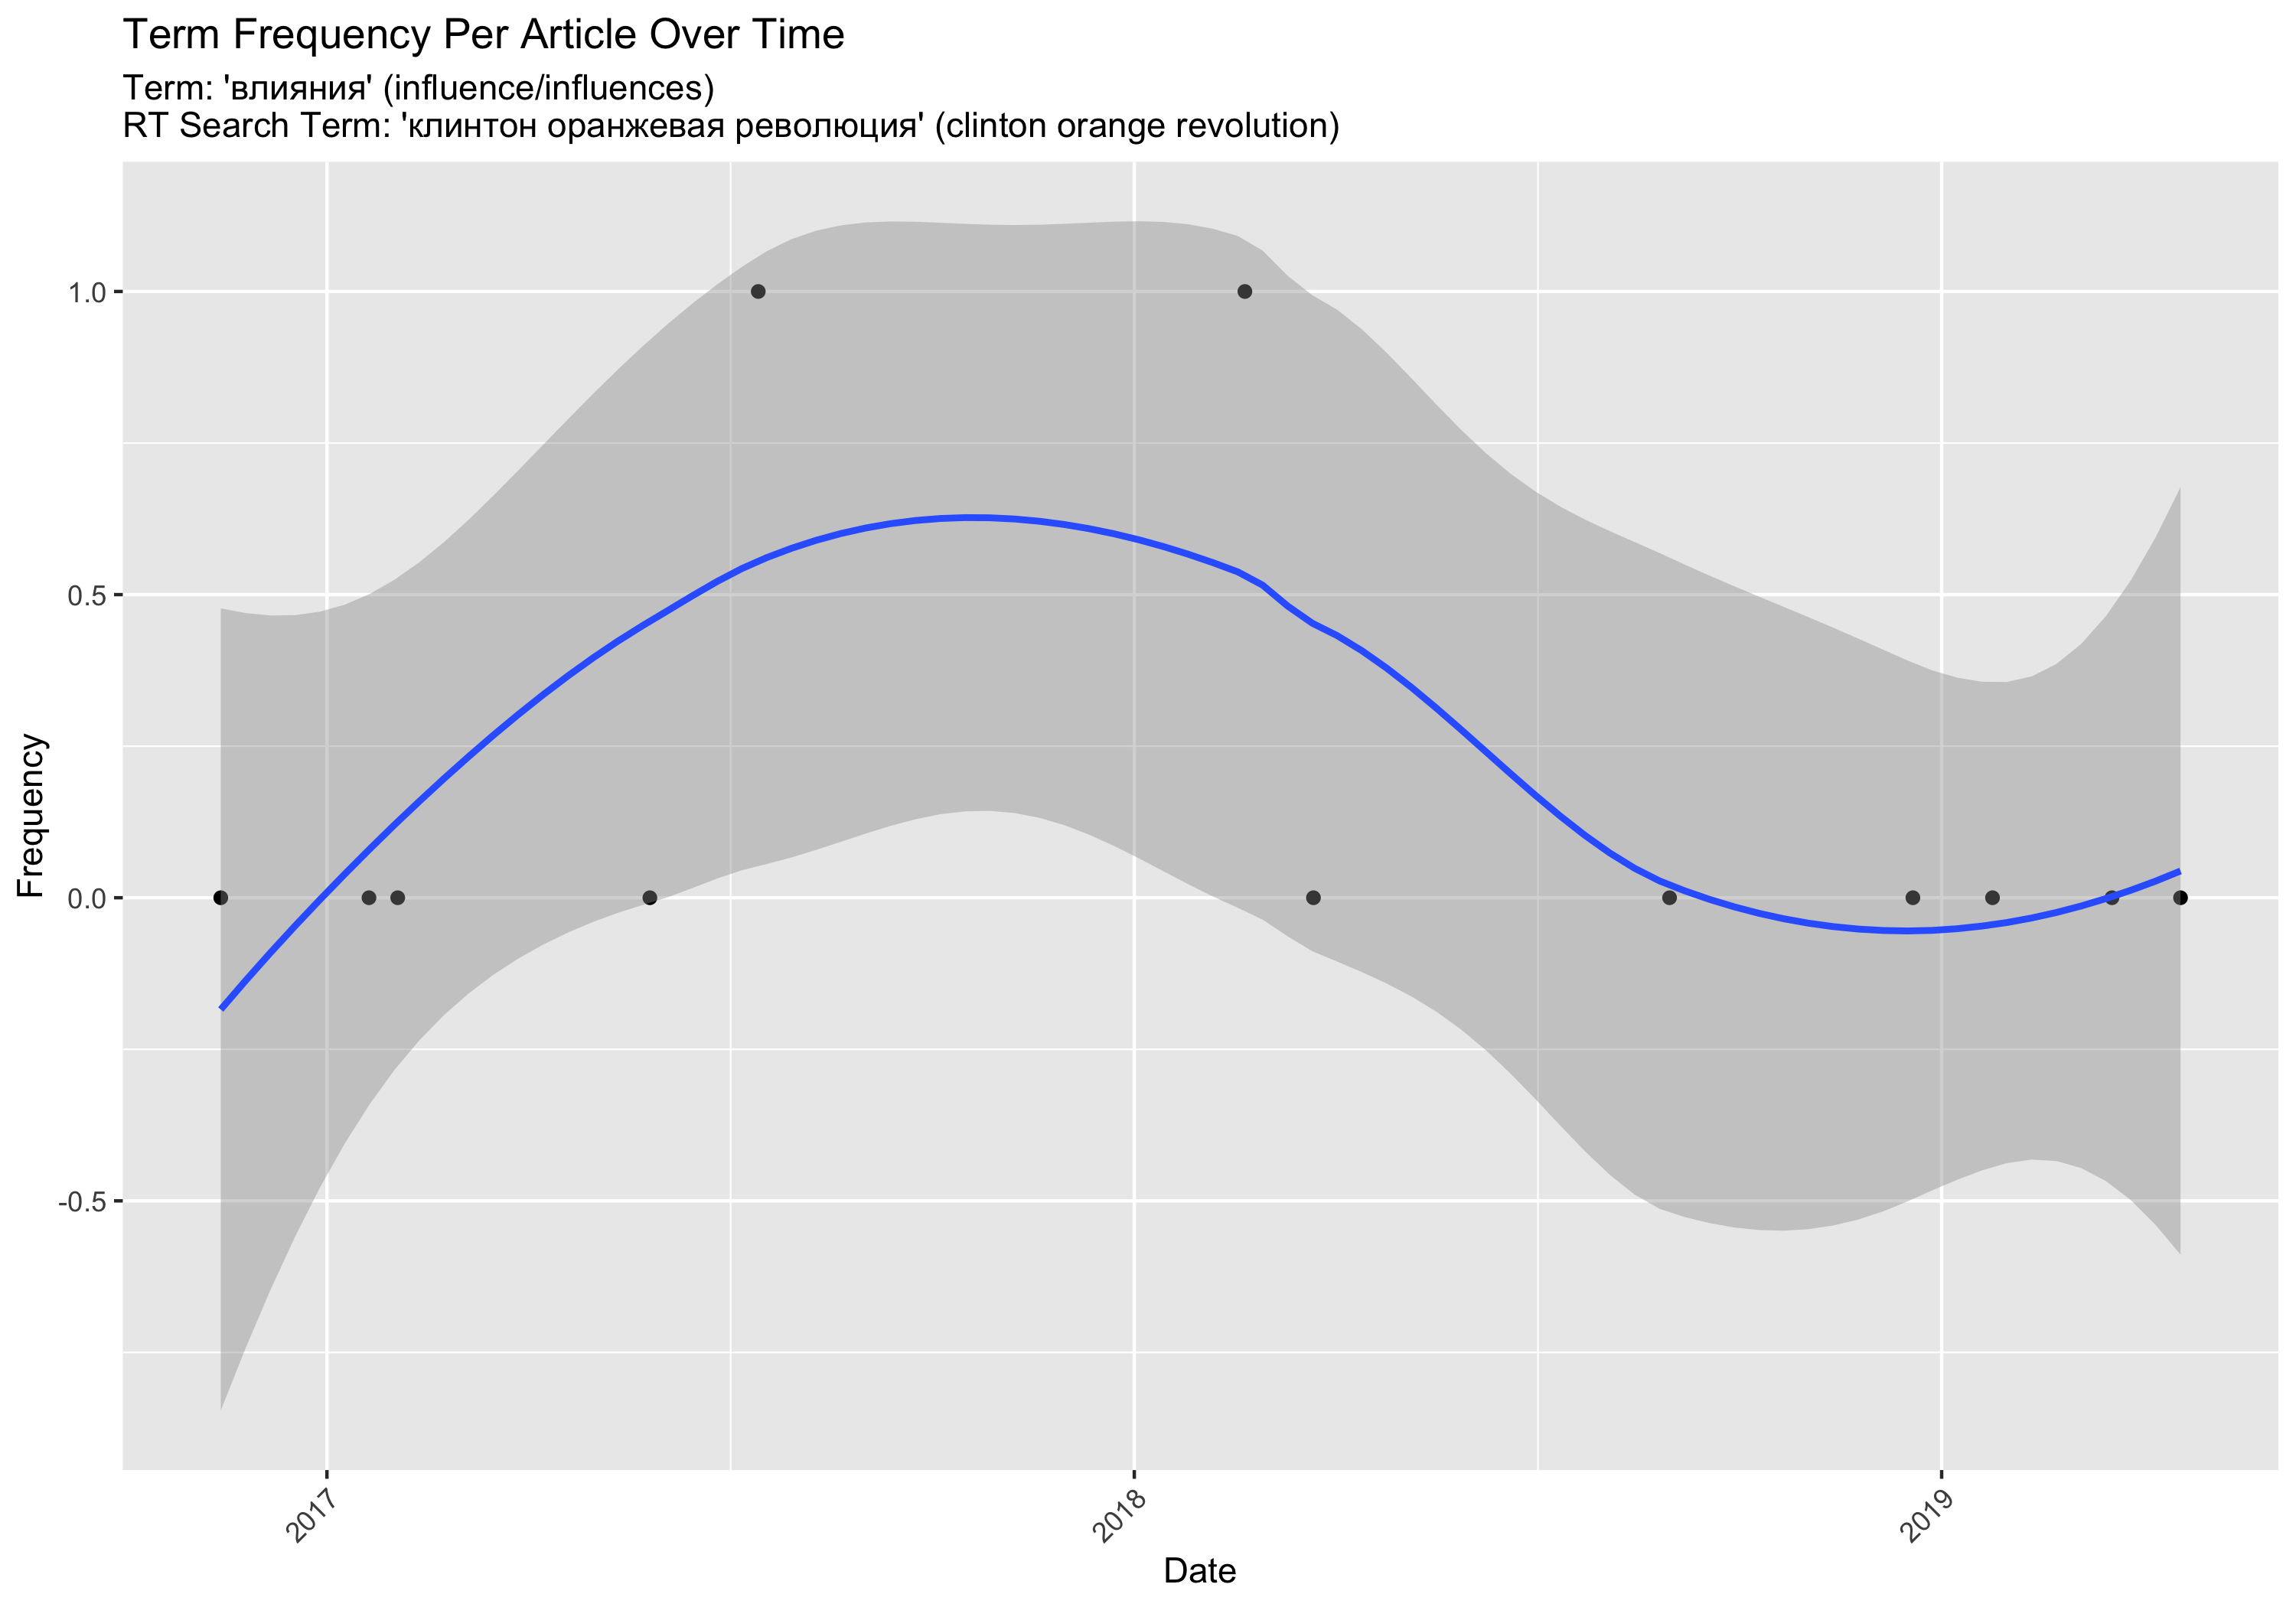 Term Frequency Per Article Over Time
Term: 'влияния' (influence/influences)
RT Search Term: 'клинтон оранжевая революция' (clinton orange revolution)
1.0
0.5
0.0
-0.5
Frequency
2017
2018
2019
Date